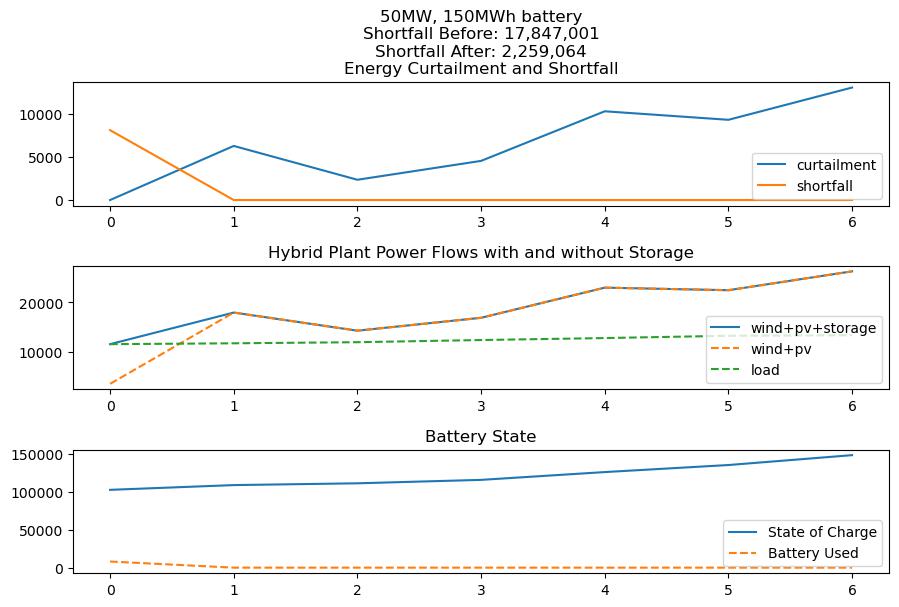 50MW, 150MWh battery
Shortfall Before: 17,847,001
Shortfall After: 2,259,064
Energy Curtailment and Shortfall
10000
5000
0
curtailment
shortfall
0 1 2 3 4 5 6
Hybrid Plant Power Flows with and without Storage
20000
10000
wind+pv+storage
wind+pv
load
0 1 2 3 4 5 6
Battery State
150000
100000
50000
0
State of Charge
Battery Used
0 1 2 3 4 5 6